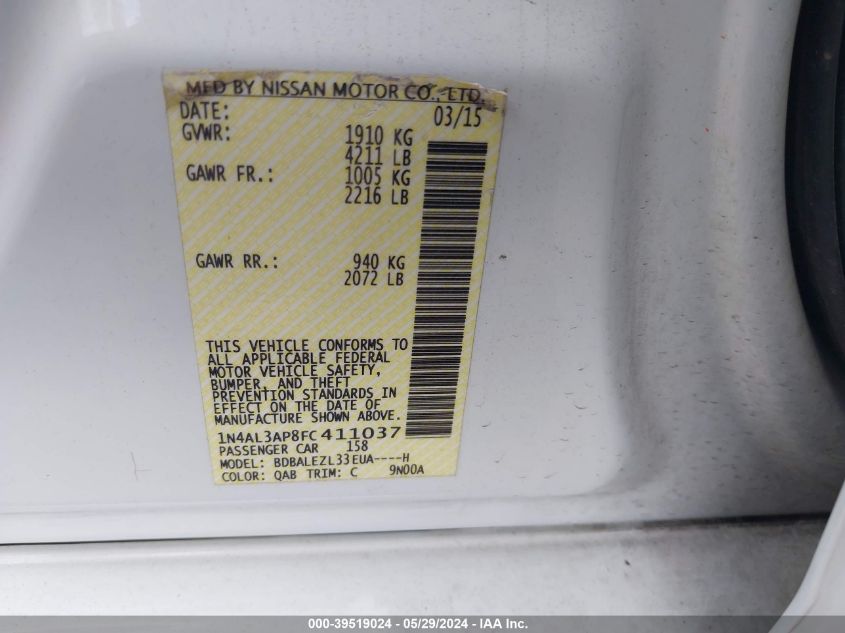 MFD BY NISSAN MOTOR CO., LTD.
DATE: 03/15
GVWR: 1910 KG
4211 LB
GAWR FR.: 1005 KG
2216 LB
GAWR RR.: 940 KG
2072 LB
THIS VEHICLE CONFORMS TO
ALL APPLICABLE FEDERAL
MOTOR VEHICLE SAFETY,
BUMPER, AND THEFT
PREVENTION STANDARDS IN
EFFECT ON THE DATE OF
MANUFACTURE SHOWN ABOVE.
1N4AL3AP8FC411037
PASSENGER CAR 158
MODEL: BDBALEZL33EUA----H
COLOR: QAB TRIM: C 9N00A
000-39519024 — 05/29/2024 — IAA Inc.